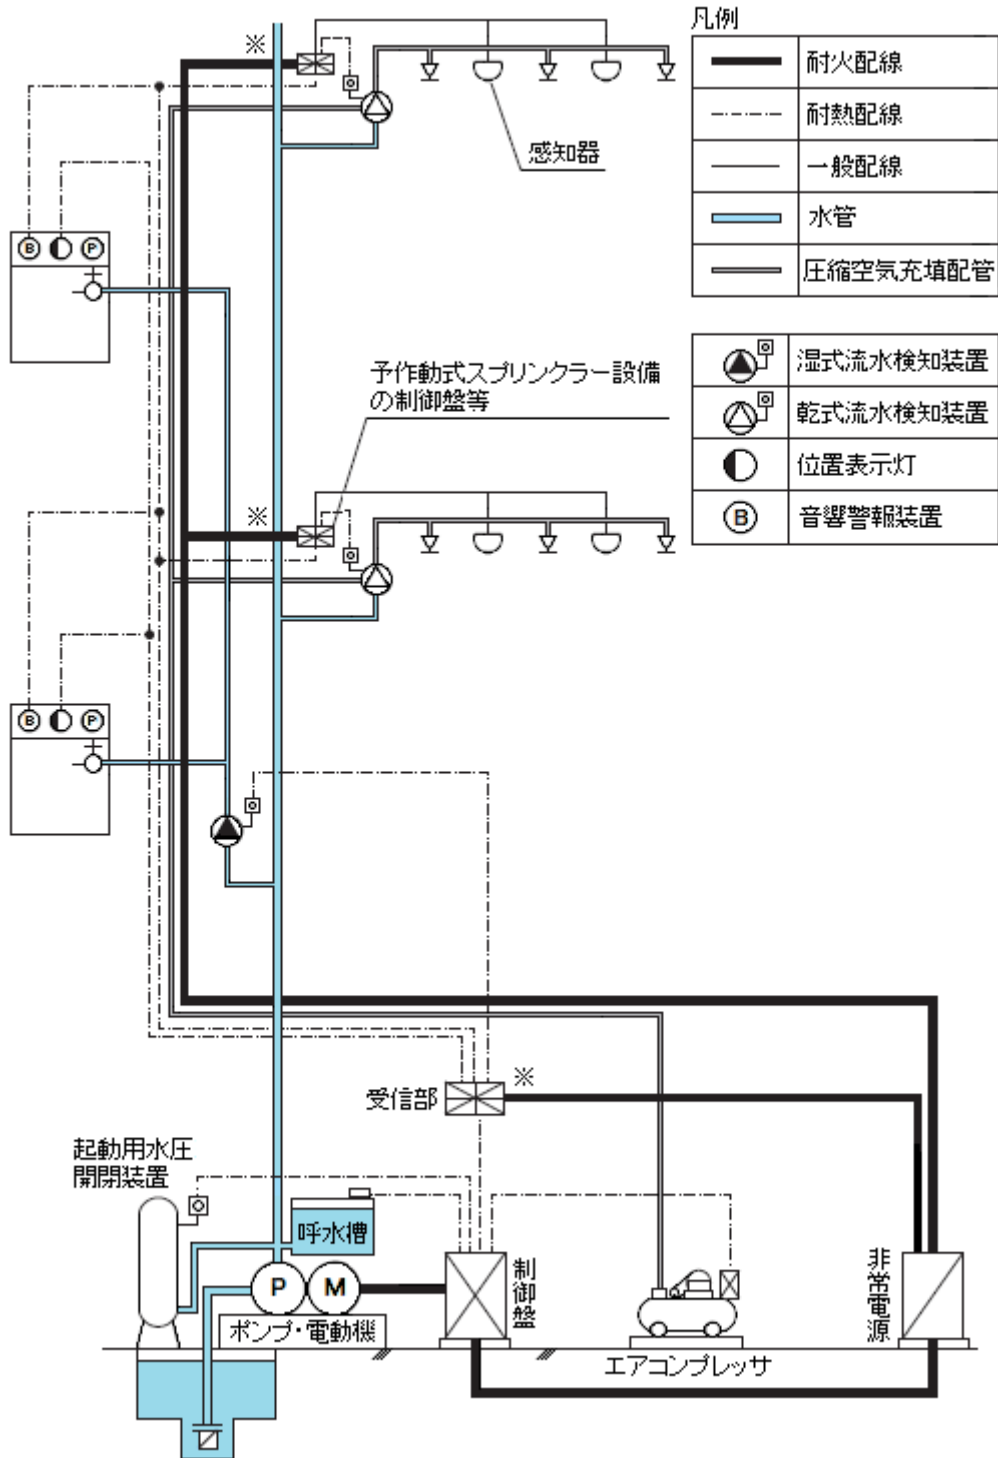 凡例
耐火配線
耐熱配線
一般配線
水管
圧縮空気充填配管
湿式流水検知装置
乾式流水検知装置
位置表示灯
B
音響警報装置
※
感知器
B
P
予作動式スプリンクラー設備
の制御盤等
※
B
P
受信部
※
起動用水圧
開閉装置
呼水槽
P
M
ポンプ・電動機
制御盤
エアコンプレッサ
非常電源